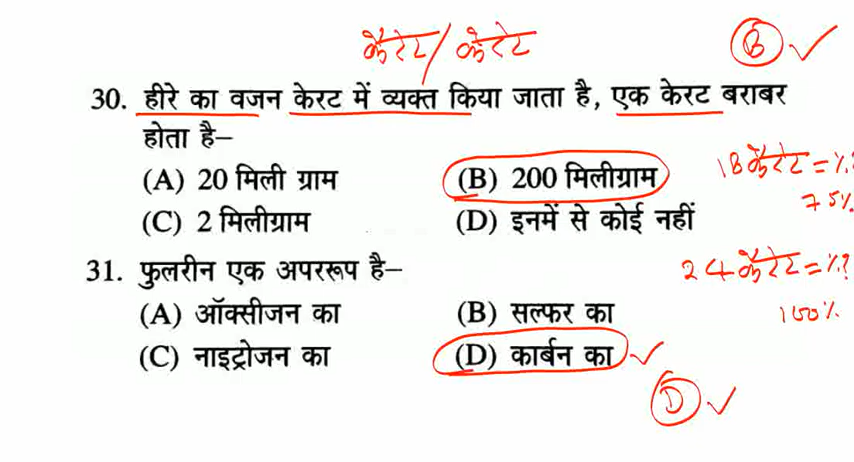 कैरेट/केरेट
(B) ✓
30. हीरे का वजन केरट में व्यक्त किया जाता है, एक केरट बराबर
होता है–
(A) 20 मिली ग्राम (B) 200 मिलीग्राम
(C) 2 मिलीग्राम (D) इनमें से कोई नहीं
18 कैरेट = %?
75%
31. फुलरीन एक अपररूप है–
24 कैरेट = %?
(A) ऑक्सीजन का (B) सल्फर का
100%
(C) नाइट्रोजन का (D) कार्बन का ✓
(D) ✓